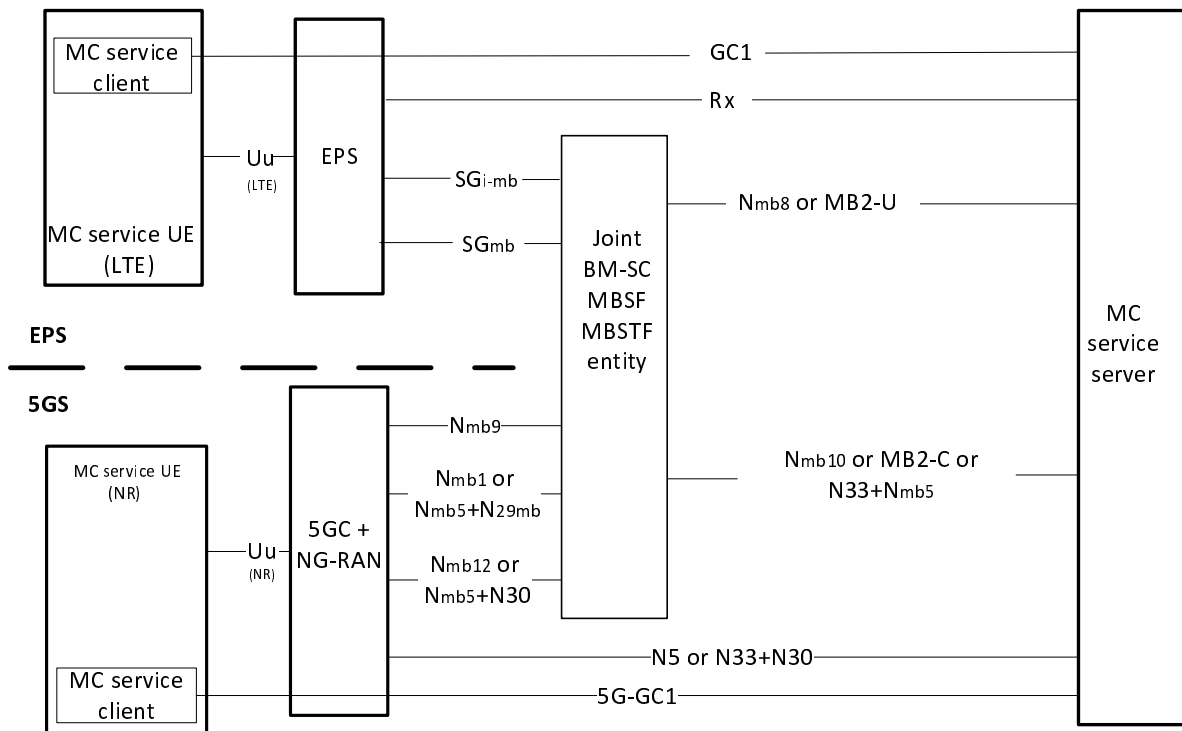 MC service
client
GC1
Rx
Uu
(LTE)
EPS
SGi-mb
Nmb8 or MB2-U
MC service UE
(LTE)
SGmb
Joint
BM-SC
MBSF
MBSTF
entity
MC
service
server
EPS
5GS
Nmb9
MC service UE
(NR)
Nmb1 or
Nmb5+N29mb
Nmb10 or MB2-C or
N33+Nmb5
5GC +
NG-RAN
Uu
(NR)
Nmb12 or
Nmb5+N30
N5 or N33+N30
MC service
client
5G-GC1